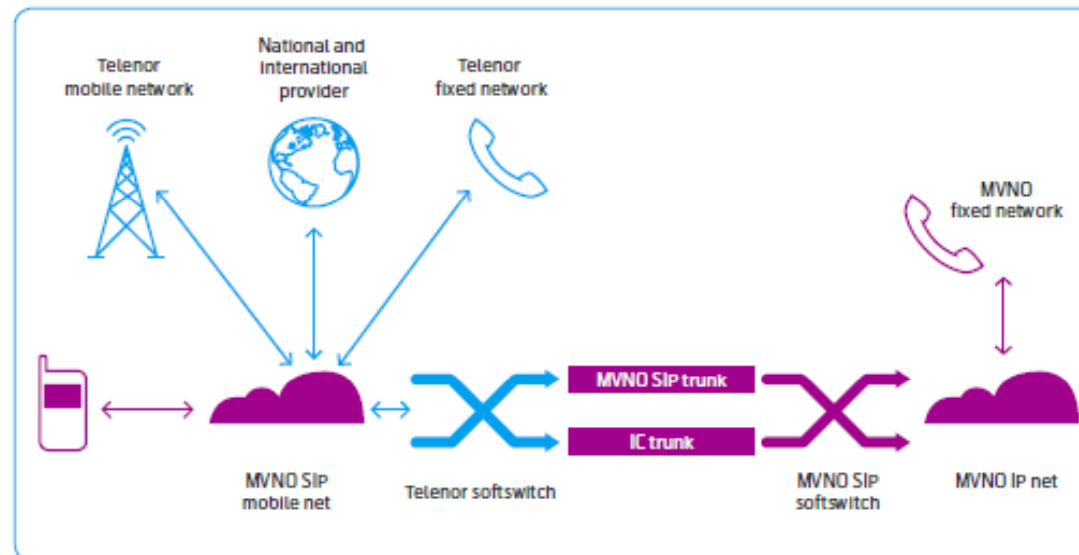 Telenor
mobile network
National and
international
provider
Telenor
fixed network
MVNO
fixed network
MVNO SIP trunk
IC trunk
MVNO SIP
mobile net
Telenor softswitch
MVNO SIP
softswitch
MVNO IP net